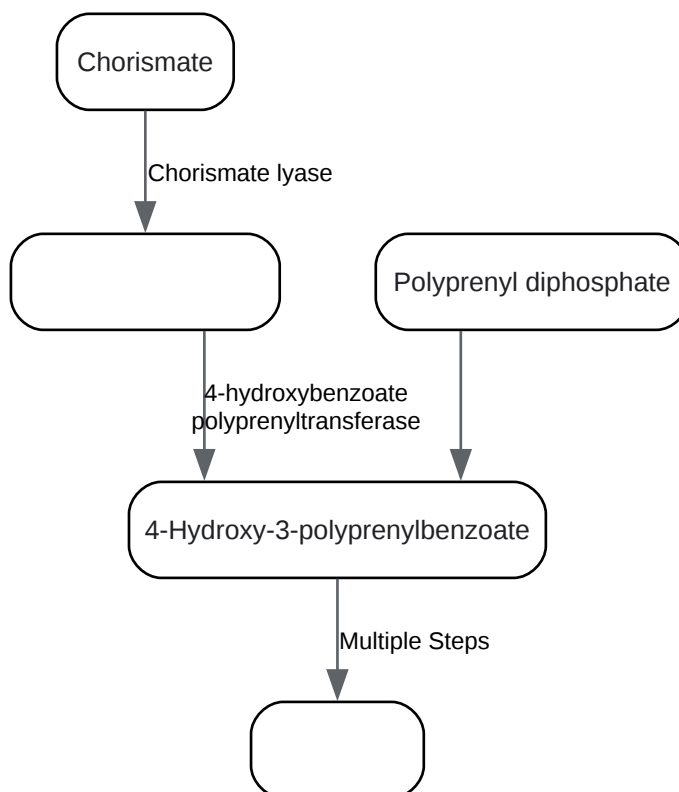 Chorismate
Chorismate lyase
Polyprenyl diphosphate
4-hydroxybenzoate
polyprenyltransferase
4-Hydroxy-3-polyprenylbenzoate
Multiple Steps